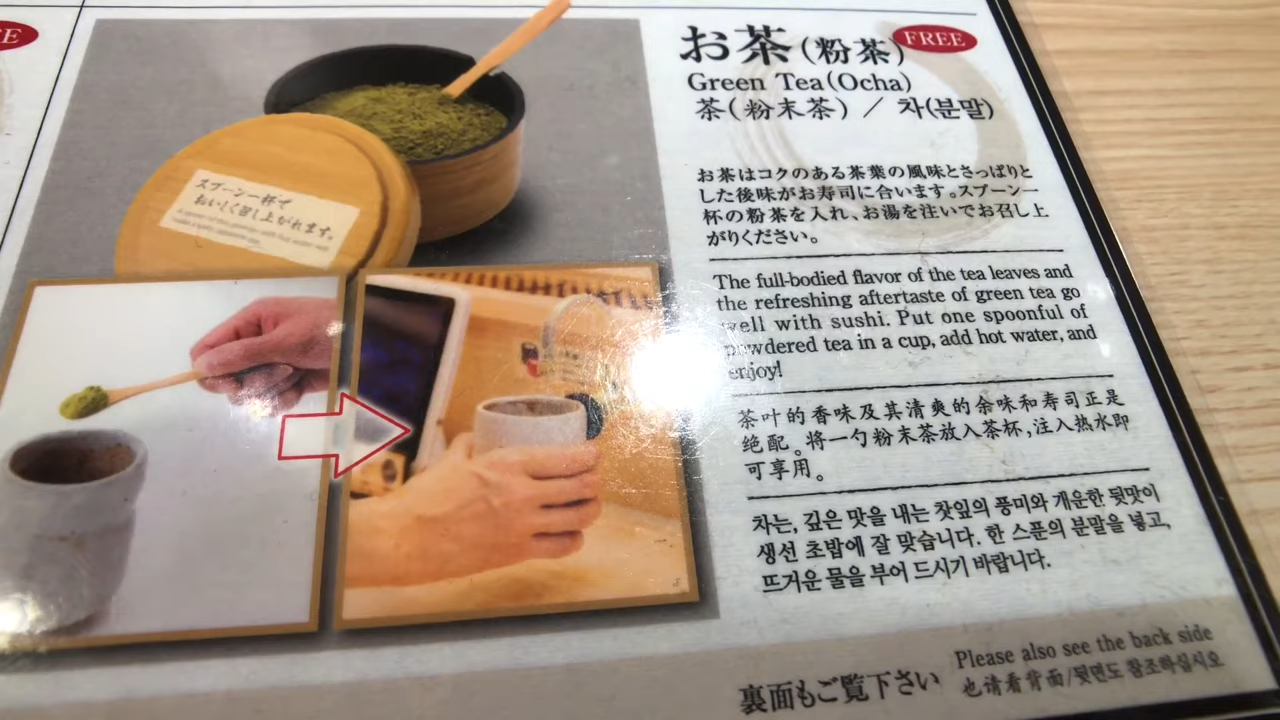 お茶(粉茶)
FREE
Green Tea(Ocha)
茶(粉末茶) / 차(분말)
お茶はコクのある茶葉の風味とさっぱりと
した後味がお寿司に合います。スプーン一
杯の粉茶を入れ、お湯を注いでお召し上
がりください。
The full-bodied flavor of the tea leaves and
the refreshing aftertaste of green tea go
well with sushi. Put one spoonful of
powdered tea in a cup, add hot water, and
enjoy!
茶叶的香味及其清爽的余味和寿司正是
绝配。将一勺粉末茶放入茶杯,注入热水即
可享用。
차는, 깊은 맛을 내는 찻잎의 풍미와 개운한 뒷맛이
생선 초밥에 잘 맞습니다. 한 스푼의 분말을 넣고,
뜨거운 물을 부어 드시기 바랍니다.
スプーン一杯で
おいしく召し上がれます。
裏面もご覧下さい
Please also see the back side
也请看背面/뒷면도 참조하십시오